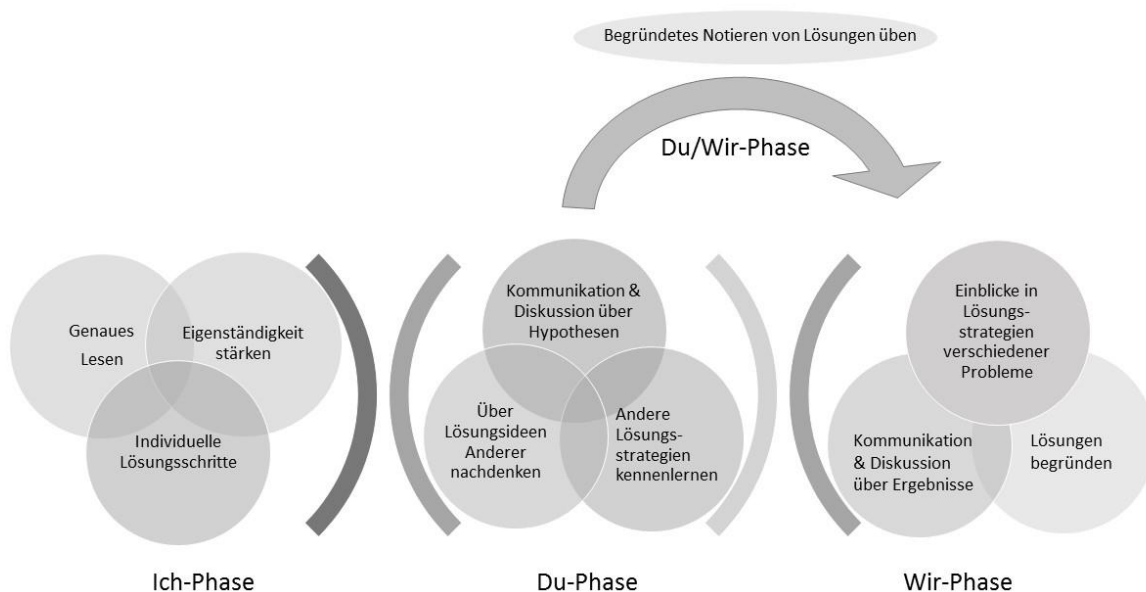 Begründetes Notieren von Lösungen üben
Du/Wir-Phase
Genaues
Lesen
Eigenständigkeit
stärken
Individuelle
Lösungsschritte
Kommunikation &
Diskussion über
Hypothesen
Über
Lösungsideen
Anderer
nachdenken
Andere
Lösungs-
strategien
kennenlernen
Einblicke in
Lösungs-
strategien
verschiedener
Probleme
Kommunikation
& Diskussion
über Ergebnisse
Lösungen
begründen
Ich-Phase
Du-Phase
Wir-Phase